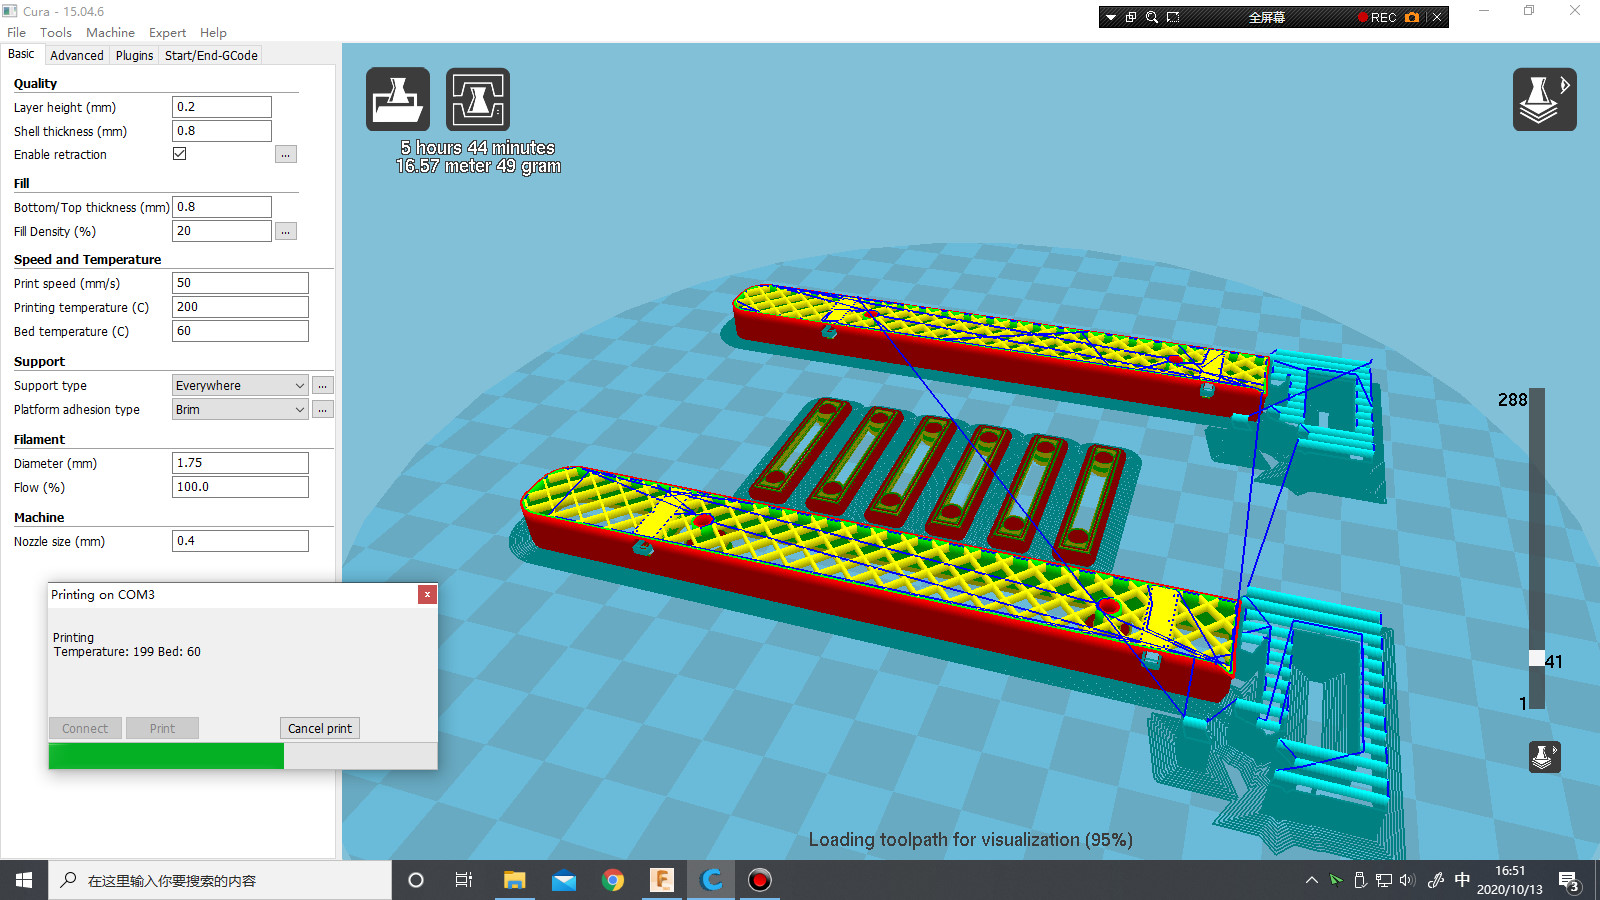 Cura - 15.04.6
全屏幕
REC
File Tools Machine Expert Help
Basic Advanced Plugins Start/End-GCode
Quality
Layer height (mm) 0.2
Shell thickness (mm) 0.8
Enable retraction ...
Fill
Bottom/Top thickness (mm) 0.8
Fill Density (%) 20 ...
Speed and Temperature
Print speed (mm/s) 50
Printing temperature (C) 200
Bed temperature (C) 60
Support
Support type Everywhere ...
Platform adhesion type Brim ...
Filament
Diameter (mm) 1.75
Flow (%) 100.0
Machine
Nozzle size (mm) 0.4
5 hours 44 minutes
16.57 meter 49 gram
288
41
1
Printing on COM3
x
Printing
Temperature: 199 Bed: 60
Connect Print Cancel print
Loading toolpath for visualization (95%)
在这里输入你要搜索的内容
中
16:51
2020/10/13
3